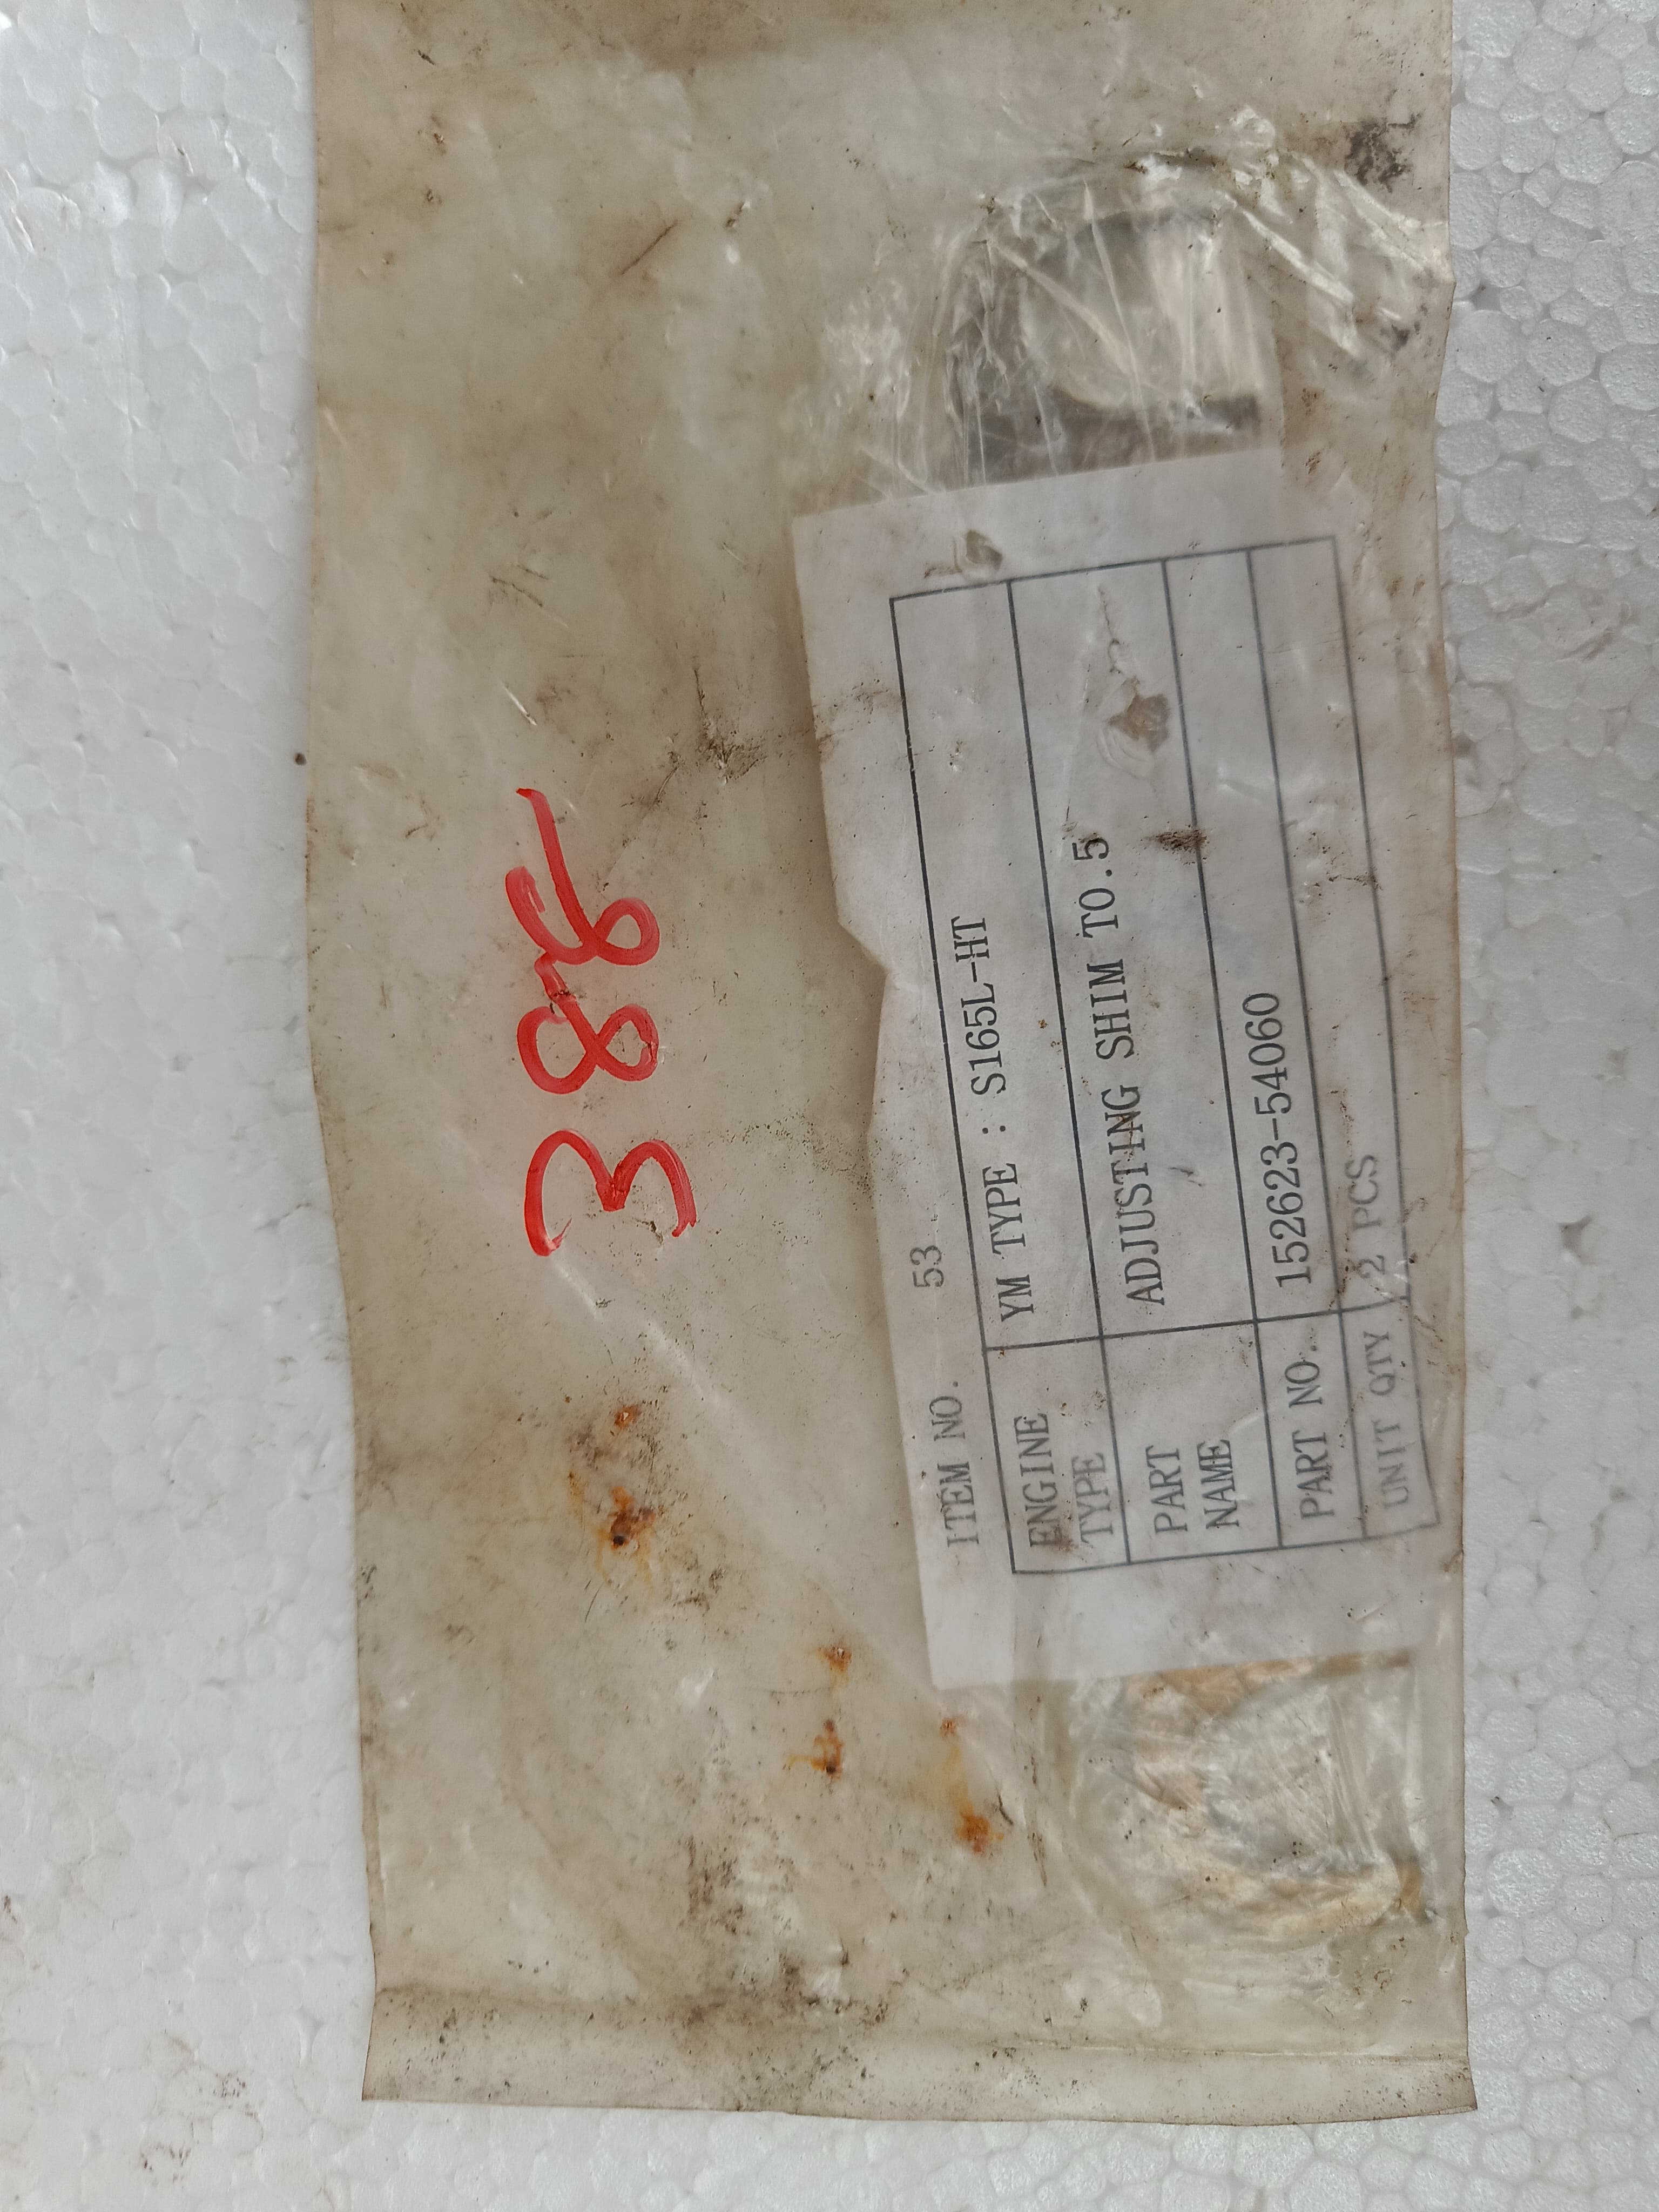 388
ITEM NO. 53
ENGINE TYPE YM TYPE : S165L-HT
PART NAME ADJUSTING SHIM T0.5
PART NO. 152623-54060
UNIT QTY 2 PCS